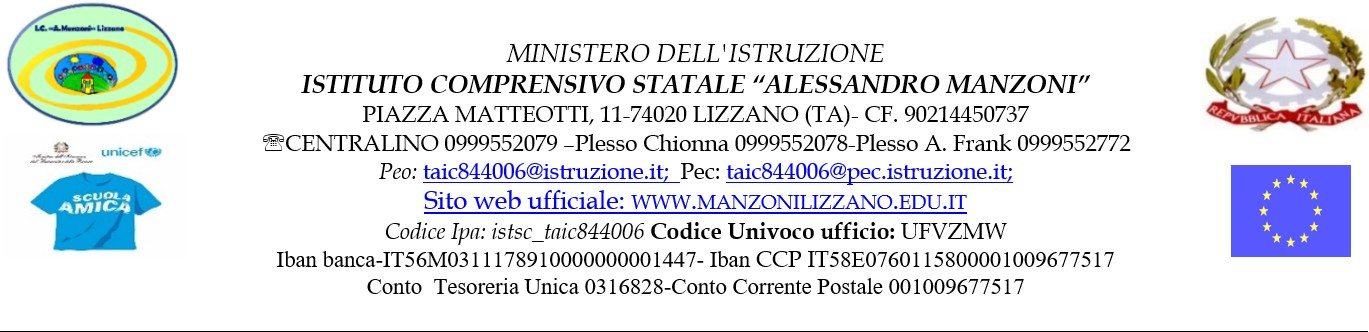 I.C. "A. Manzoni" Lizzano
unicef
SCUOLA
AMICA
MINISTERO DELL'ISTRUZIONE
ISTITUTO COMPRENSIVO STATALE “ALESSANDRO MANZONI”
PIAZZA MATTEOTTI, 11-74020 LIZZANO (TA)- CF. 90214450737
☏CENTRALINO 0999552079 –Plesso Chionna 0999552078-Plesso A. Frank 0999552772
Peo: taic844006@istruzione.it; Pec: taic844006@pec.istruzione.it;
Sito web ufficiale: WWW.MANZONILIZZANO.EDU.IT
Codice Ipa: istsc_taic844006 Codice Univoco ufficio: UFVZMW
Iban banca-IT56M0311178910000000001447- Iban CCP IT58E0760115800001009677517
Conto Tesoreria Unica 0316828-Conto Corrente Postale 001009677517
REPVBBLICA ITALIANA